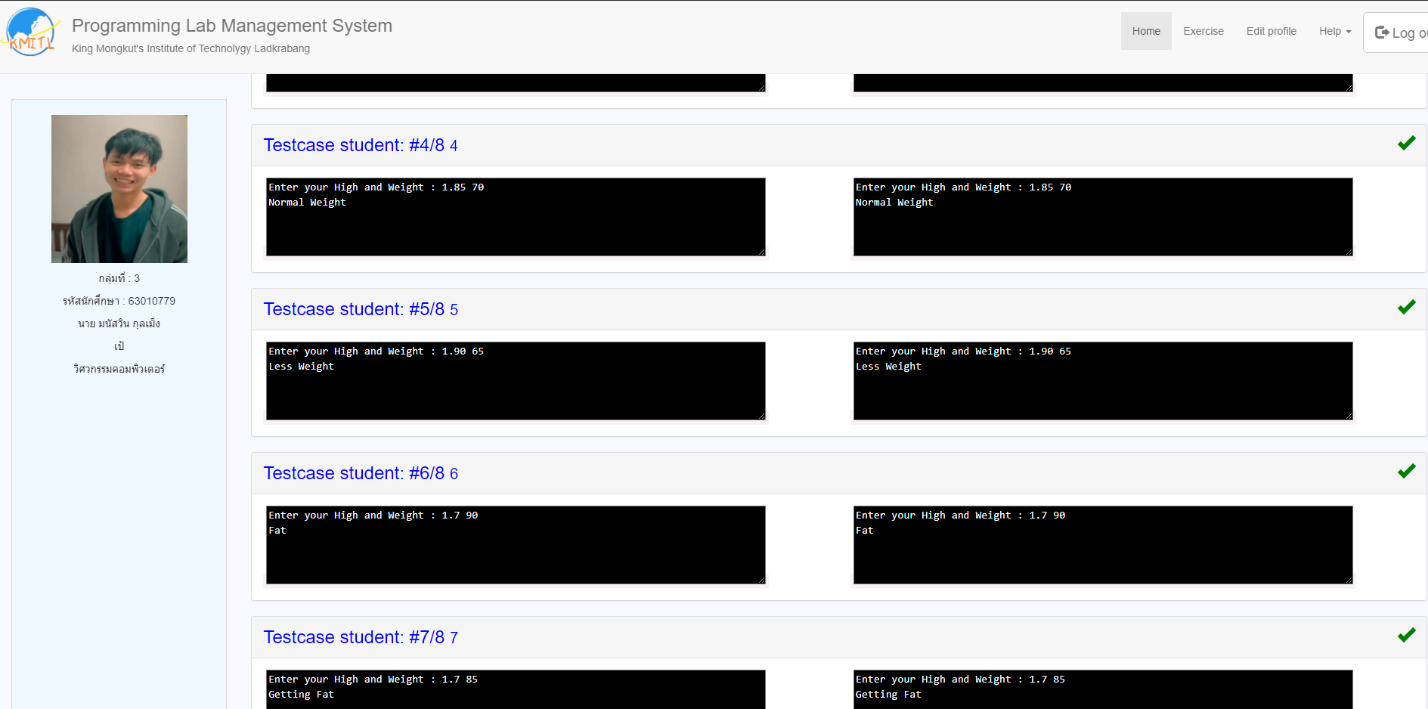 KMITL
Programming Lab Management System
King Mongkut's Institute of Technolygy Ladkrabang
Home
Exercise
Edit profile
Help
Log ou
กลุ่มที่ : 3
รหัสนักศึกษา : 63010779
นาย มนัสวิน กุลเม็ง
เป้
วิศวกรรมคอมพิวเตอร์
Testcase student: #4/8 4
Enter your High and Weight : 1.85 70
Normal Weight
Enter your High and Weight : 1.85 70
Normal Weight
Testcase student: #5/8 5
Enter your High and Weight : 1.90 65
Less Weight
Enter your High and Weight : 1.90 65
Less Weight
Testcase student: #6/8 6
Enter your High and Weight : 1.7 90
Fat
Enter your High and Weight : 1.7 90
Fat
Testcase student: #7/8 7
Enter your High and Weight : 1.7 85
Getting Fat
Enter your High and Weight : 1.7 85
Getting Fat